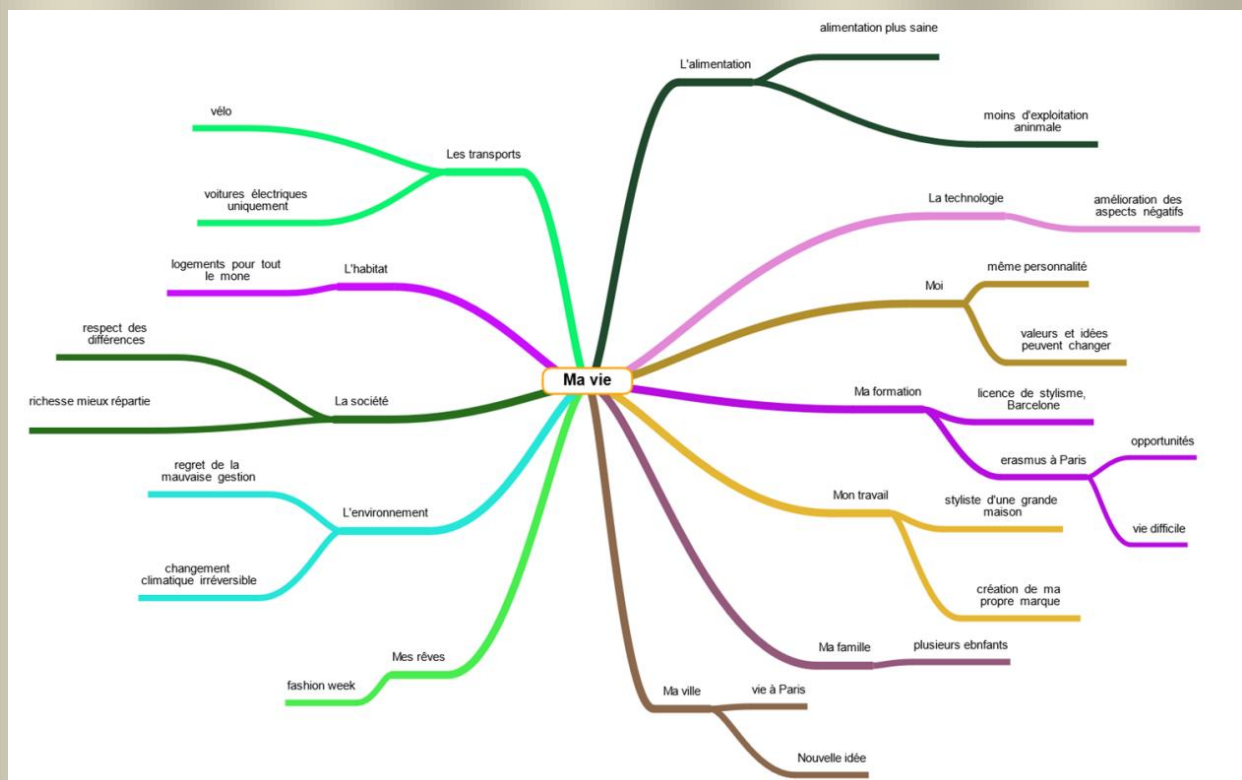 Ma vie
L'alimentation
alimentation plus saine
moins d'exploitation
aninmale
La technologie
amélioration des
aspects négatifs
Moi
même personnalité
valeurs et idées
peuvent changer
Ma formation
licence de stylisme,
Barcelone
erasmus à Paris
opportunités
vie difficile
Mon travail
styliste d'une grande
maison
création de ma
propre marque
Ma famille
plusieurs ebnfants
Ma ville
vie à Paris
Nouvelle idée
Les transports
vélo
voitures électriques
uniquement
L'habitat
logements pour tout
le mone
La société
respect des
différences
richesse mieux répartie
L'environnement
regret de la
mauvaise gestion
changement
climatique irréversible
Mes rêves
fashion week